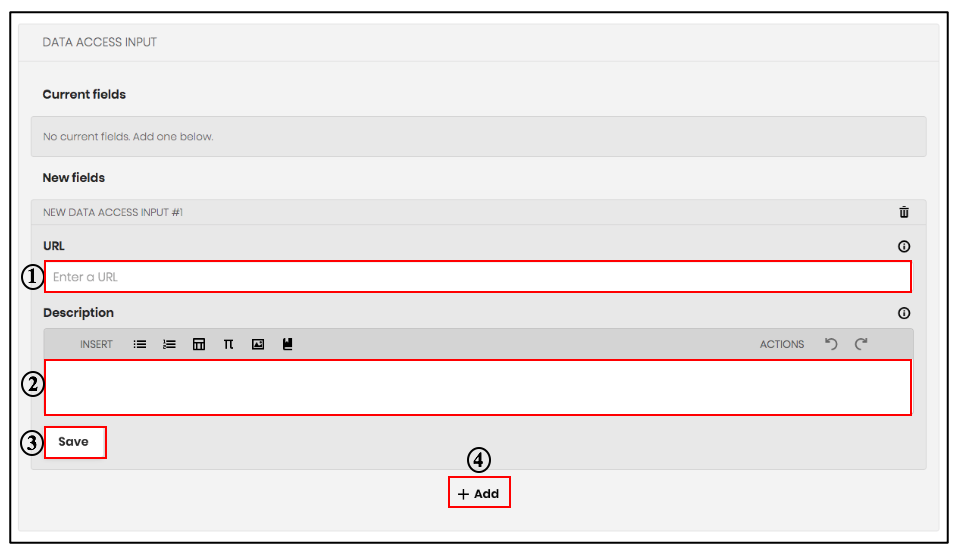 DATA ACCESS INPUT
Current fields
No current fields. Add one below.
New fields
NEW DATA ACCESS INPUT #1
URL
1 Enter a URL
Description
INSERT π ACTIONS
2
3 Save
4
+ Add